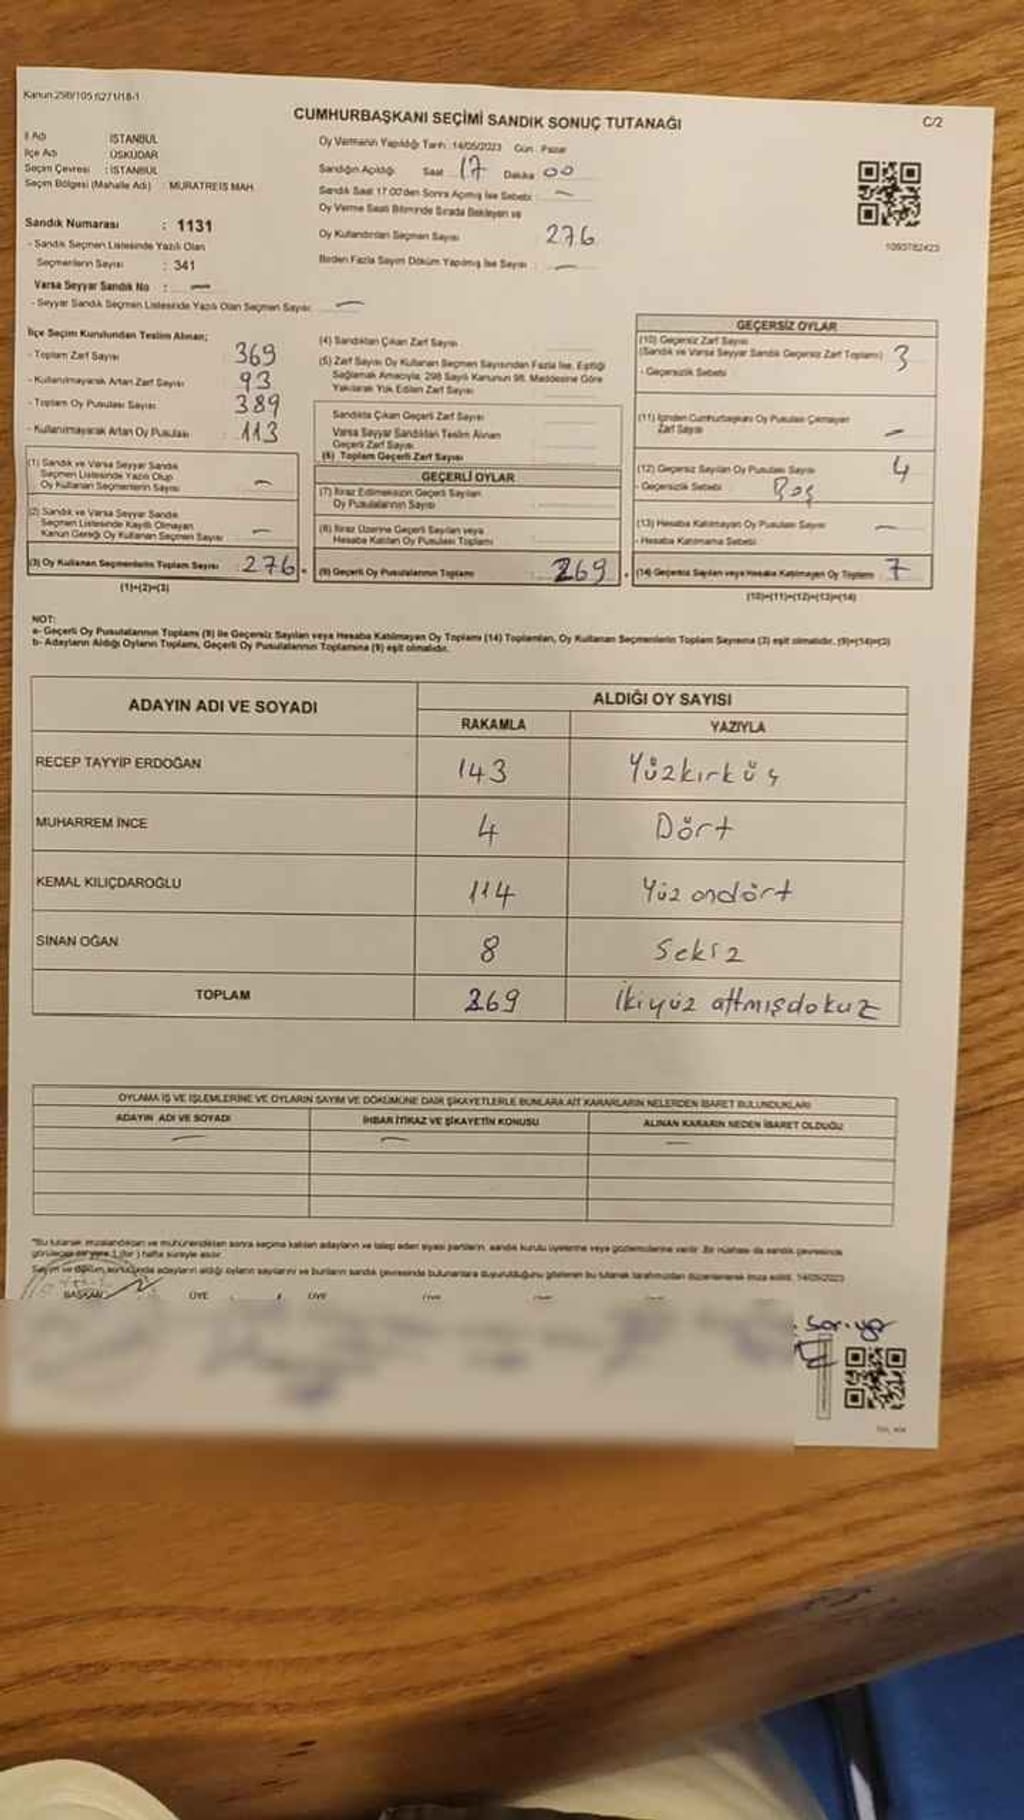 Kanun:298/105;6271/18-1
CUMHURBAŞKANI SEÇİMİ SANDIK SONUÇ TUTANAĞI
C/2
İl Adı İSTANBUL
İlçe Adı ÜSKÜDAR
Seçim Çevresi : İSTANBUL
Seçim Bölgesi (Mahalle Adı) : MURATREİS MAH.
Oy Vermenin Yapıldığı Tarih: 14/05/2023 Gün : Pazar
Sandığın Açıldığı Saat 17 Dakika 00
Sandık Saat 17:00'den Sonra Açılmış İse Sebebi : —
Oy Verme Saati Bitiminde Sırada Bekleyen ve
Oy Kullandırılan Seçmen Sayısı 276
Birden Fazla Sayım Döküm Yapılmış İse Sayısı : —
1093782423
Sandık Numarası : 1131
- Sandık Seçmen Listesinde Yazılı Olan
Seçmenlerin Sayısı : 341
Varsa Seyyar Sandık No : —
- Seyyar Sandık Seçmen Listesinde Yazılı Olan Seçmen Sayısı: —
İlçe Seçim Kurulundan Teslim Alınan;
- Toplam Zarf Sayısı 369
- Kullanılmayarak Artan Zarf Sayısı : 93
- Toplam Oy Pusulası Sayısı : 389
- Kullanılmayarak Artan Oy Pusulası : 113
(1) Sandık ve Varsa Seyyar Sandık
Seçmen Listesinde Yazılı Olup
Oy Kullanan Seçmenlerin Sayısı —
(2) Sandık ve Varsa Seyyar Sandık
Seçmen Listesinde Kayıtlı Olmayan
Kanun Gereği Oy Kullanan Seçmen Sayısı —
(3) Oy Kullanan Seçmenlerin Toplam Sayısı 276
(1)+(2)=(3)
(4) Sandıktan Çıkan Zarf Sayısı
(5) Zarf Sayısı Oy Kullanan Seçmen Sayısından Fazla İse, Eşitliği
Sağlamak Amacıyla, 298 Sayılı Kanunun 98. Maddesine Göre
Yakılarak Yok Edilen Zarf Sayısı
Sandıkta Çıkan Geçerli Zarf Sayısı
Varsa Seyyar Sandıktan Teslim Alınan
Geçerli Zarf Sayısı
(6) Toplam Geçerli Zarf Sayısı
GEÇERLİ OYLAR
(7) İtiraz Edilmeksizin Geçerli Sayılan
Oy Pusulalarının Sayısı
(8) İtiraz Üzerine Geçerli Sayılan veya
Hesaba Katılan Oy Pusulası Toplamı
(9) Geçerli Oy Pusulalarının Toplamı 269
GEÇERSİZ OYLAR
(10) Geçersiz Zarf Sayısı
(Sandık ve Varsa Seyyar Sandık Geçersiz Zarf Toplamı) 3
- Geçersizlik Sebebi
(11) İçinden Cumhurbaşkanı Oy Pusulası Çıkmayan
Zarf Sayısı —
(12) Geçersiz Sayılan Oy Pusulası Sayısı 4
- Geçersizlik Sebebi Boş
(13) Hesaba Katılmayan Oy Pusulası Sayısı —
- Hesaba Katılmama Sebebi
(14) Geçersiz Sayılan veya Hesaba Katılmayan Oy Toplamı 7
(10)+(11)+(12)+(13)=(14)
NOT:
a- Geçerli Oy Pusulalarının Toplamı (9) ile Geçersiz Sayılan veya Hesaba Katılmayan Oy Toplamı (14) Toplamları, Oy Kullanan Seçmenlerin Toplam Sayısına (3) eşit olmalıdır. (9)+(14)=(3)
b- Adayların Aldığı Oyların Toplamı, Geçerli Oy Pusulalarının Toplamına (9) eşit olmalıdır.
ADAYIN ADI VE SOYADI ALDIĞI OY SAYISI
RAKAMLA YAZIYLA
RECEP TAYYİP ERDOĞAN 143 Yüzkırküç
MUHARREM İNCE 4 Dört
KEMAL KILIÇDAROĞLU 114 Yüz ondört
SİNAN OĞAN 8 Sekiz
TOPLAM 269 İkiyüz altmışdokuz
OYLAMA İŞ VE İŞLEMLERİNE VE OYLARIN SAYIM VE DÖKÜMÜNE DAİR ŞİKAYETLERLE BUNLARA AİT KARARLARIN NELERDEN İBARET BULUNDUKLARI
ADAYIN ADI VE SOYADI İHBAR İTİRAZ VE ŞİKAYETİN KONUSU ALINAN KARARIN NEDEN İBARET OLDUĞU
— — —
"Bu tutanak imzalandıktan ve mühürlendikten sonra seçime katılan adayların ve talep eden siyasi partilerin, sandık kurulu üyelerine veya gözlemcilerine verilir. Bir nüshası da sandık çevresinde
görülecek bir yere 1 (bir) hafta süreyle asılır.
Sayım ve döküm sonucunda adayların aldığı oyların sayılarını ve bunların sandık çevresinde bulunanlara duyurulduğunu gösteren bu tutanak tarafımızdan düzenlenerek imza edildi. 14/05/2023
BAŞKAN ÜYE ÜYE